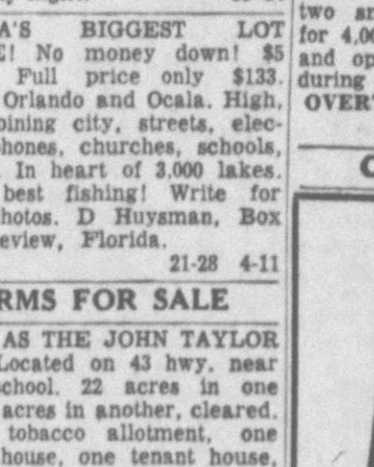 A'S BIGGEST LOT
E! No money down! $5
Full price only $133.
Orlando and Ocala. High,
oining city, streets, elec-
hones, churches, schools,
In heart of 3,000 lakes.
best fishing! Write for
hotos. D Huysman, Box
eview, Florida.
21-28 4-11
RMS FOR SALE
AS THE JOHN TAYLOR
Located on 43 hwy. near
school. 22 acres in one
acres in another, cleared.
tobacco allotment, one
house, one tenant house,
two
for 4,00
and op
during
OVER